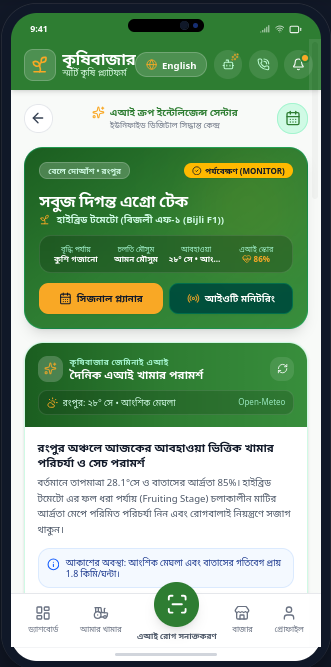 9:41
কৃষিবাজার
স্মার্ট কৃষি প্লাটফর্ম
English
এআই ক্রপ ইন্টেলিজেন্স সেন্টার
ইউনিফাইড ডিজিটাল সিদ্ধান্ত কেন্দ্র
বেলে দোআঁশ • রংপুর
পর্যবেক্ষণ (MONITOR)
সবুজ দিগন্ত এগ্রো টেক
হাইব্রিড টমেটো (বিজলী এফ-১ (Bijli F1))
বৃদ্ধি পর্যায় চলতি মৌসুম আবহাওয়া এআই স্কোর
কুশি গজানো আমন মৌসুম ২৮° সে • আং... 86%
সিজনাল প্ল্যানার
আইওটি মনিটরিং
কৃষিবাজার জেমিনাই এআই
দৈনিক এআই খামার পরামর্শ
রংপুর: ২৮° সে • আংশিক মেঘলা Open-Meteo
রংপুর অঞ্চলে আজকের আবহাওয়া ভিত্তিক খামার
পরিচর্যা ও সেচ পরামর্শ
বর্তমানে তাপমাত্রা 28.1°সে ও বাতাসের আর্দ্রতা 85%। হাইব্রিড
টমেটো এর ফল ধরা পর্যায় (Fruiting Stage) চলাকালীন মাটির
আর্দ্রতা মেপে পরিমিত পরিচর্যা নিন এবং রোগবালাই নিয়ন্ত্রণে সজাগ
থাকুন।
আকাশের অবস্থা: আংশিক মেঘলা এবং বাতাসের গতিবেগ প্রায়
1.8 কিমি/ঘন্টা।
ড্যাশবোর্ড
আমার খামার
এআই রোগ সনাক্তকরণ
বাজার
প্রোফাইল